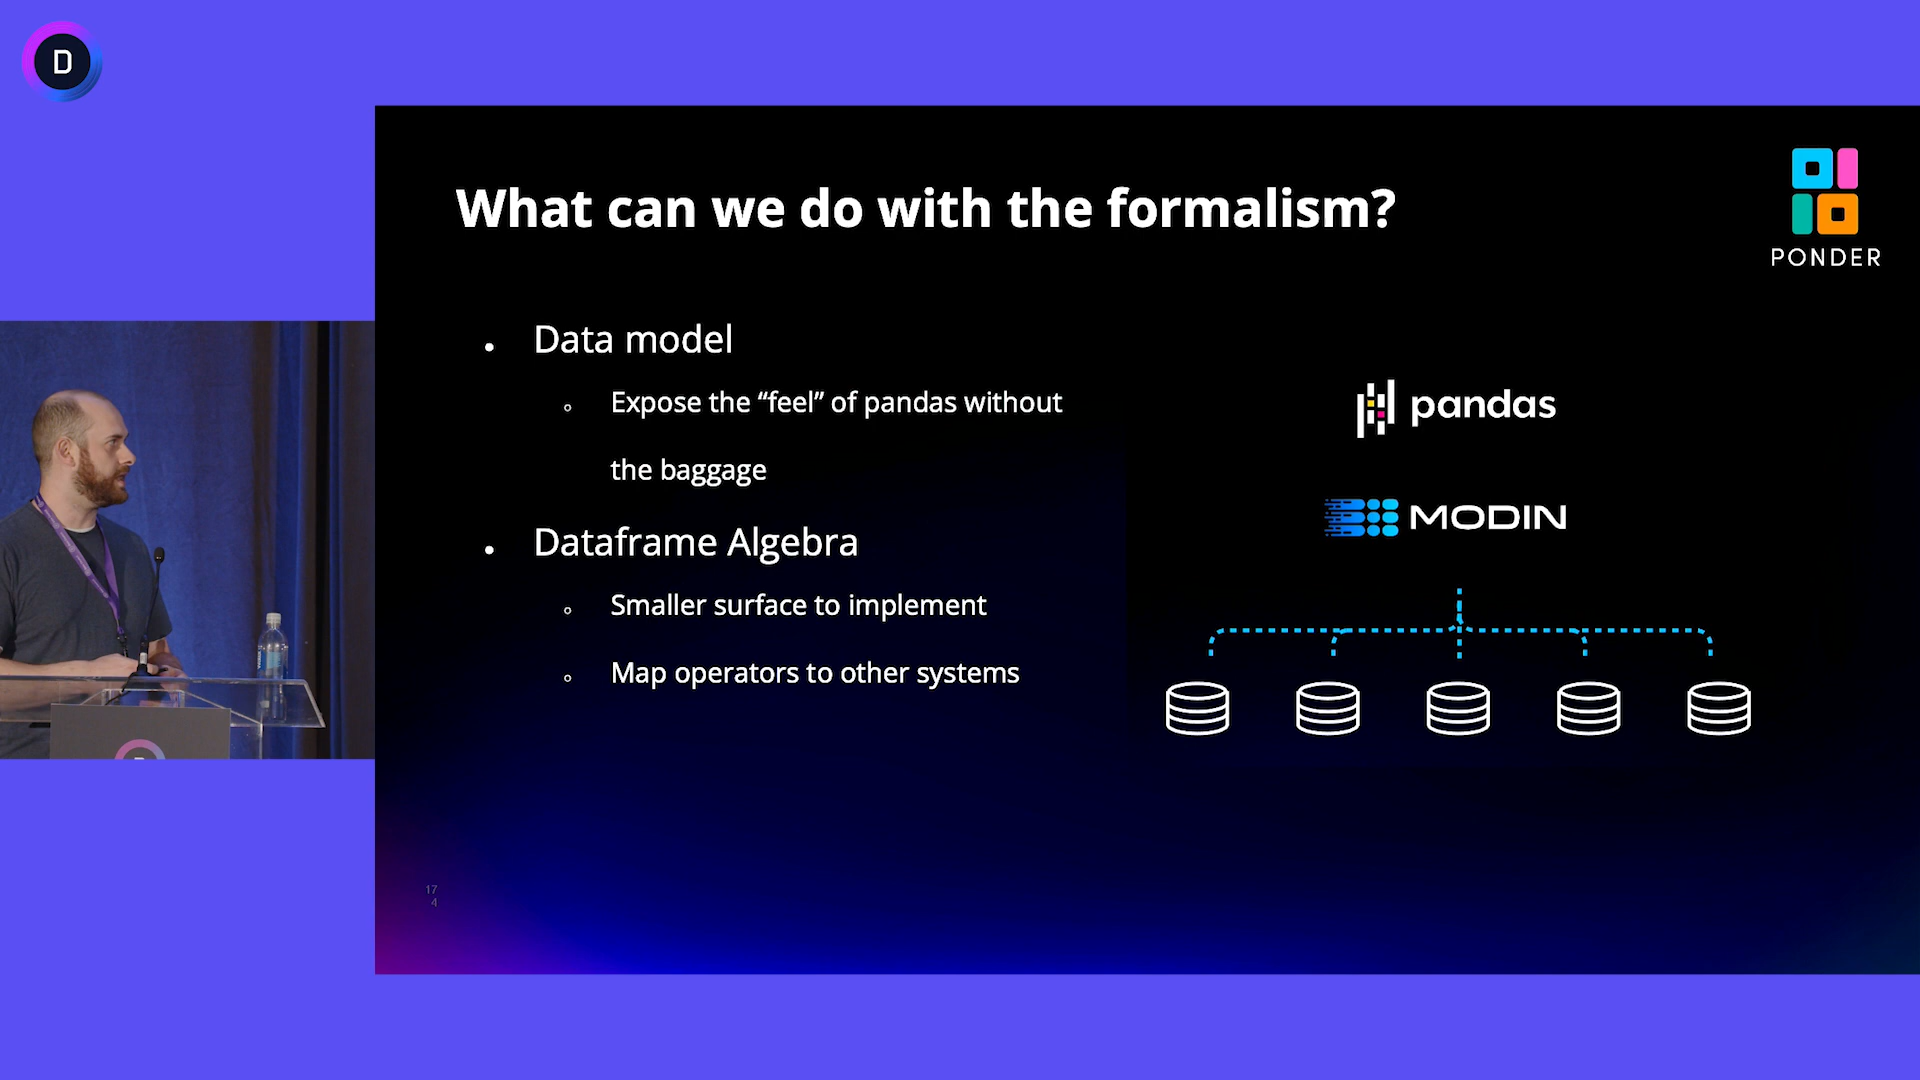 D
What can we do with the formalism?
PONDER
• Data model
◦ Expose the “feel” of pandas without
the baggage
• Dataframe Algebra
◦ Smaller surface to implement
◦ Map operators to other systems
pandas
MODIN
17
4